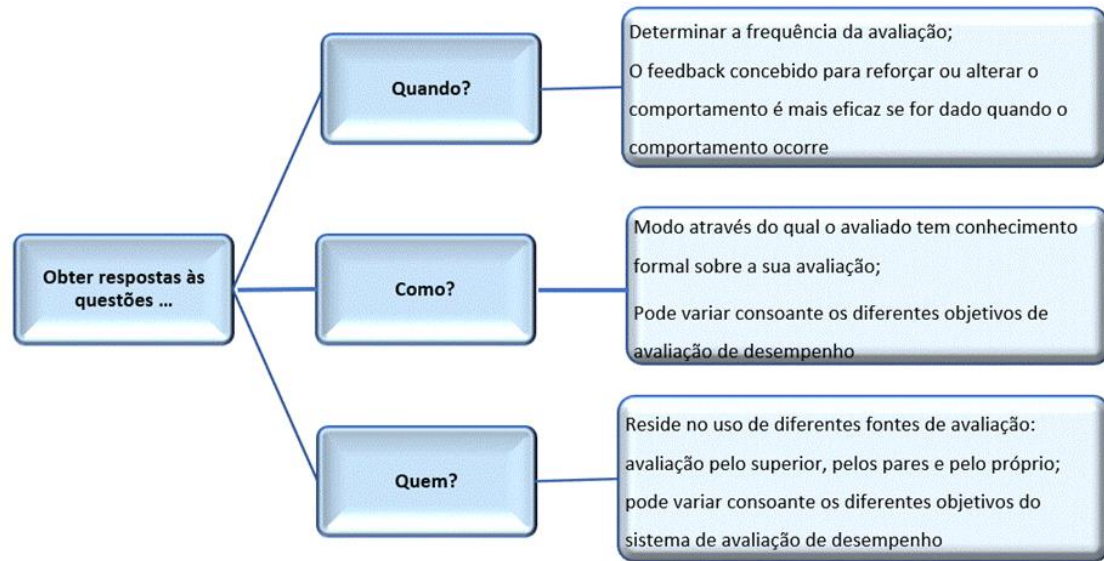 Obter respostas às
questões ...
Quando?
Determinar a frequência da avaliação;
O feedback concebido para reforçar ou alterar o
comportamento é mais eficaz se for dado quando o
comportamento ocorre
Como?
Modo através do qual o avaliado tem conhecimento
formal sobre a sua avaliação;
Pode variar consoante os diferentes objetivos de
avaliação de desempenho
Quem?
Reside no uso de diferentes fontes de avaliação:
avaliação pelo superior, pelos pares e pelo próprio;
pode variar consoante os diferentes objetivos do
sistema de avaliação de desempenho